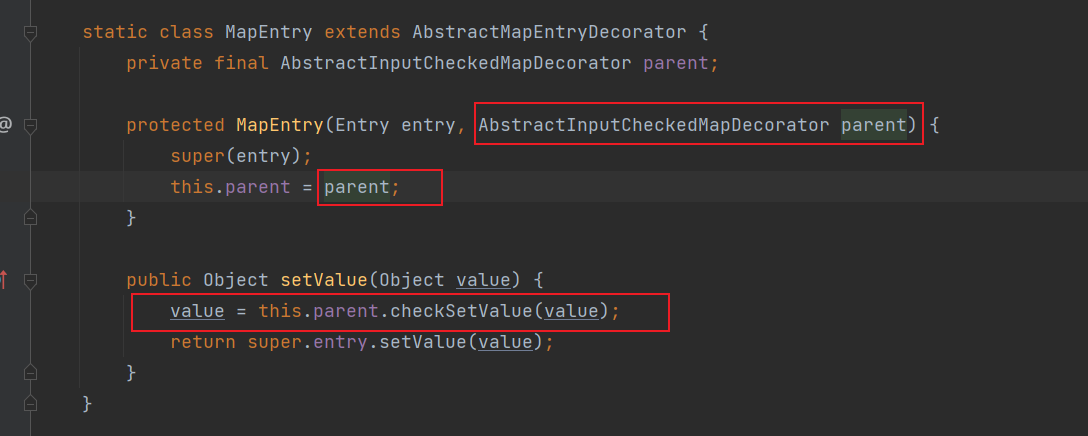 static class MapEntry extends AbstractMapEntryDecorator {
private final AbstractInputCheckedMapDecorator parent;
@
protected MapEntry(Entry entry, AbstractInputCheckedMapDecorator parent) {
super(entry);
this.parent = parent;
}
public Object setValue(Object value) {
value = this.parent.checkSetValue(value);
return super.entry.setValue(value);
}
}